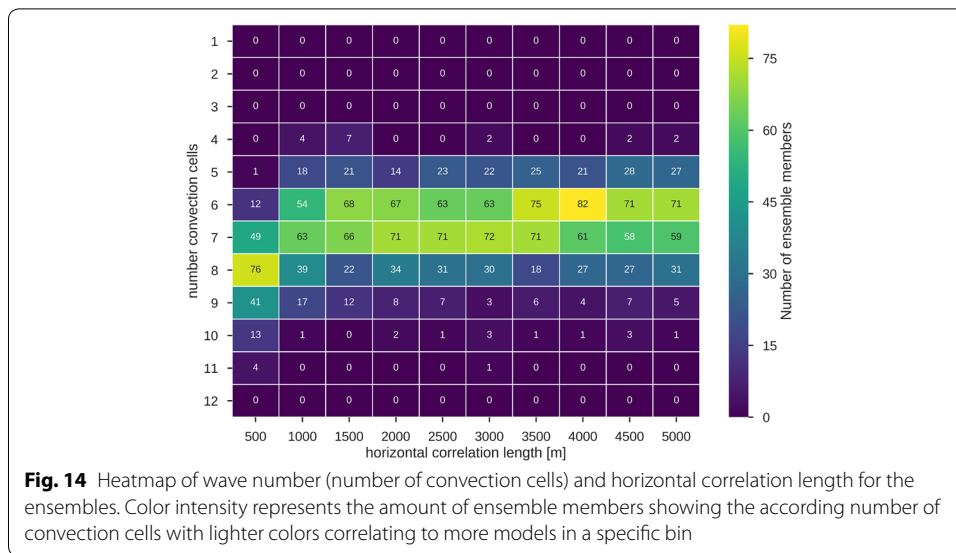 1 0 0 0 0 0 0 0 0 0 0
2 0 0 0 0 0 0 0 0 0 0
3 0 0 0 0 0 0 0 0 0 0
4 0 4 7 0 0 2 0 0 2 2
5 1 18 21 14 23 22 25 21 28 27
6 12 54 68 67 63 63 75 82 71 71
7 49 63 66 71 71 72 71 61 58 59
8 76 39 22 34 31 30 18 27 27 31
9 41 17 12 8 7 3 6 4 7 5
10 13 1 0 2 1 3 1 1 3 1
11 4 0 0 0 0 1 0 0 0 0
12 0 0 0 0 0 0 0 0 0 0
number convection cells
500 1000 1500 2000 2500 3000 3500 4000 4500 5000
horizontal correlation length [m]
75
60
45
30
15
0
Number of ensemble members
Fig. 14 Heatmap of wave number (number of convection cells) and horizontal correlation length for the
ensembles. Color intensity represents the amount of ensemble members showing the according number of
convection cells with lighter colors correlating to more models in a specific bin